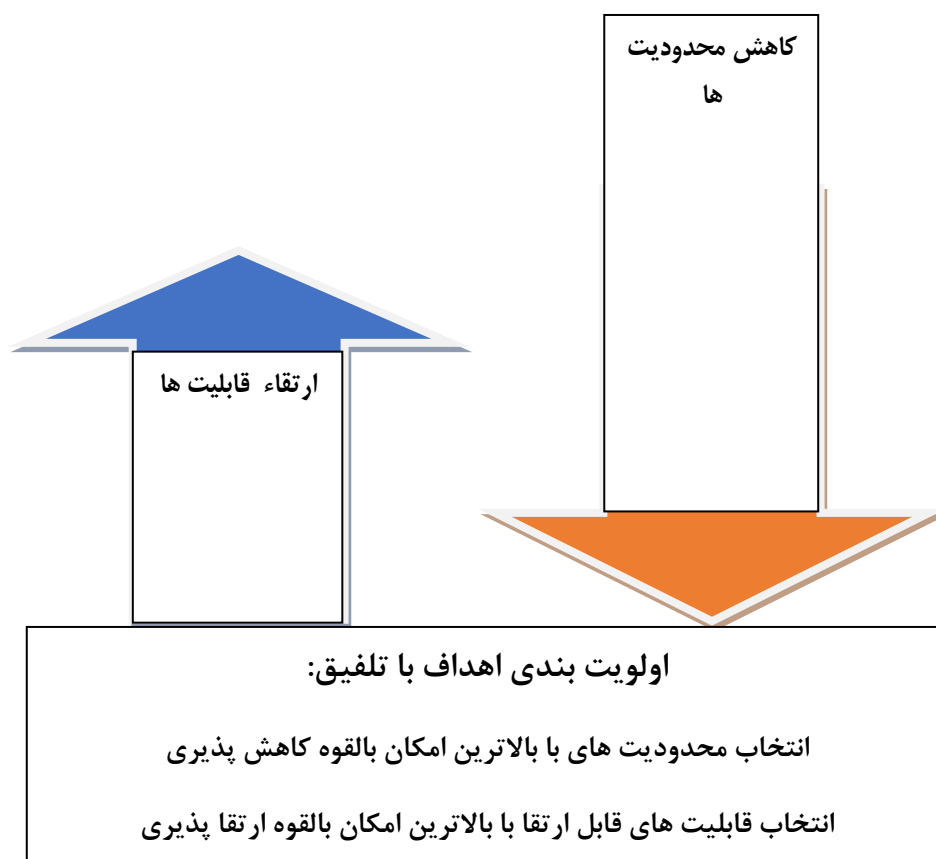 کاهش محدودیت
ها
ارتقاء قابلیت ها
اولویت بندی اهداف با تلفیق:
انتخاب محدودیت های با بالاترین امکان بالقوه کاهش پذیری
انتخاب قابلیت های قابل ارتقا با بالاترین امکان بالقوه ارتقا پذیری